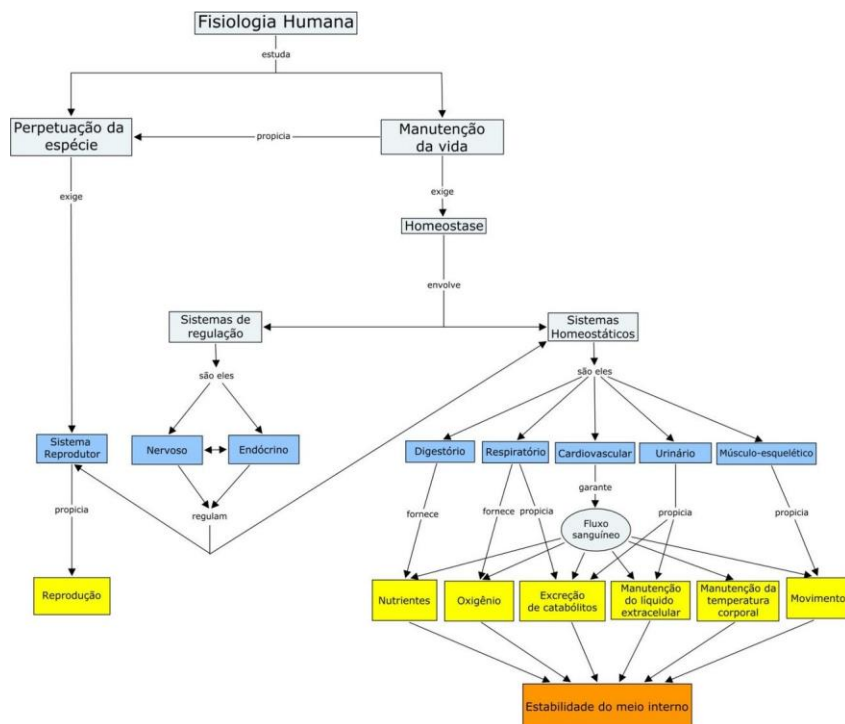 Fisiologia Humana
estuda
Perpetuação da
espécie
propicia
Manutenção
da vida
exige
exige
Homeostase
envolve
Sistemas de
regulação
Sistemas
Homeostáticos
são eles
são eles
Sistema
Reprodutor
Nervoso
Endócrino
Digestório
Respiratório
Cardiovascular
Urinário
Músculo-esquelético
garante
propicia
regulam
fornece
fornece
propicia
Fluxo
sanguíneo
propicia
propicia
Reprodução
Nutrientes
Oxigênio
Excreção
de catabólitos
Manutenção
do líquido
extracelular
Manutenção da
temperatura
corporal
Movimento
Estabilidade do meio interno